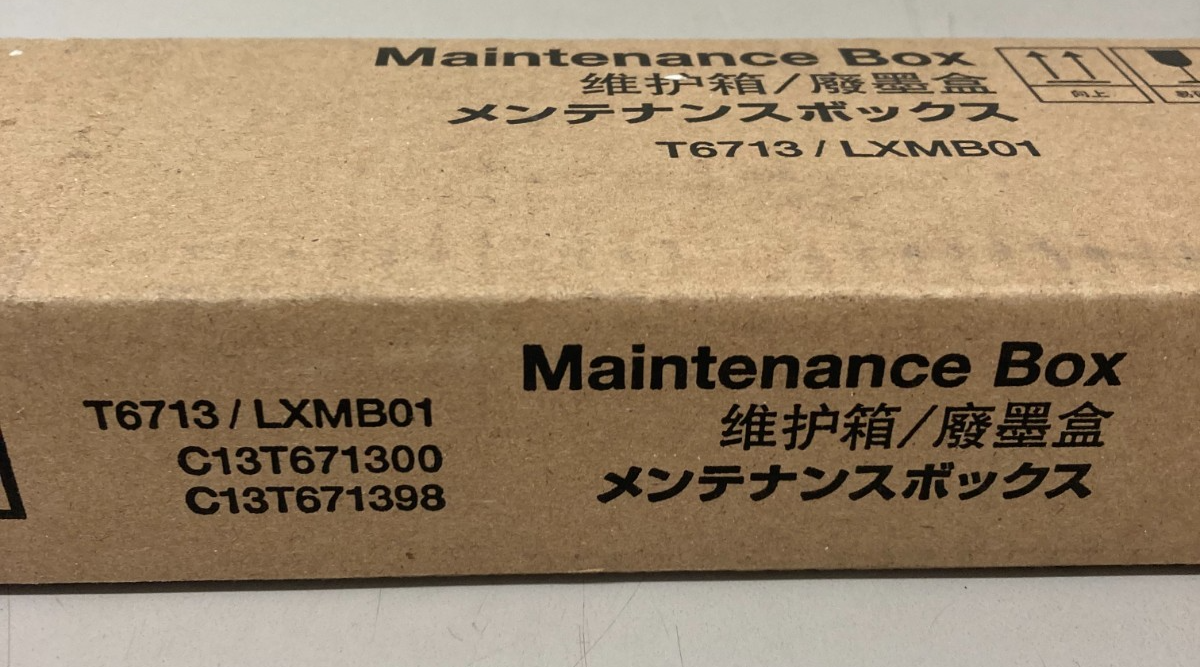 Maintenance Box
维护箱/廢墨盒
メンテナンスボックス
T6713 / LXMB01
向上
T6713 / LXMB01
C13T671300
C13T671398
Maintenance Box
维护箱/廢墨盒
メンテナンスボックス